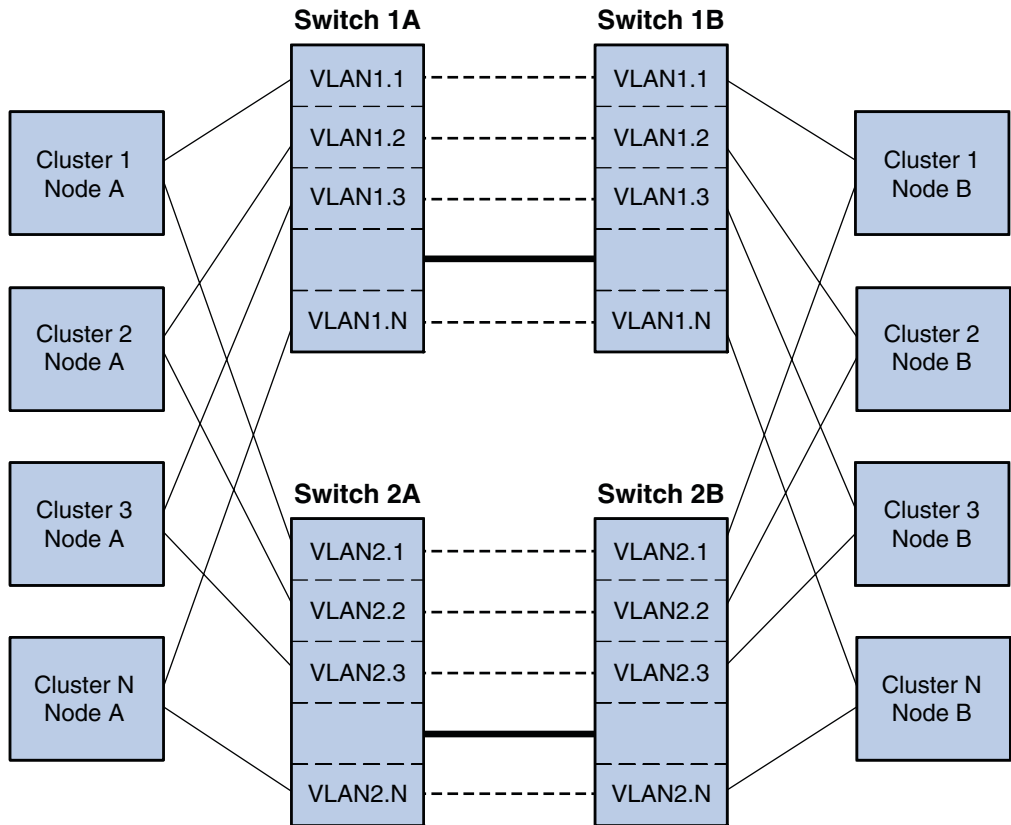 Switch 1A
Switch 1B
VLAN1.1
VLAN1.2
VLAN1.3
VLAN1.N
VLAN1.1
VLAN1.2
VLAN1.3
VLAN1.N
Cluster 1
Node A
Cluster 2
Node A
Cluster 3
Node A
Cluster N
Node A
Cluster 1
Node B
Cluster 2
Node B
Cluster 3
Node B
Cluster N
Node B
Switch 2A
Switch 2B
VLAN2.1
VLAN2.2
VLAN2.3
VLAN2.N
VLAN2.1
VLAN2.2
VLAN2.3
VLAN2.N